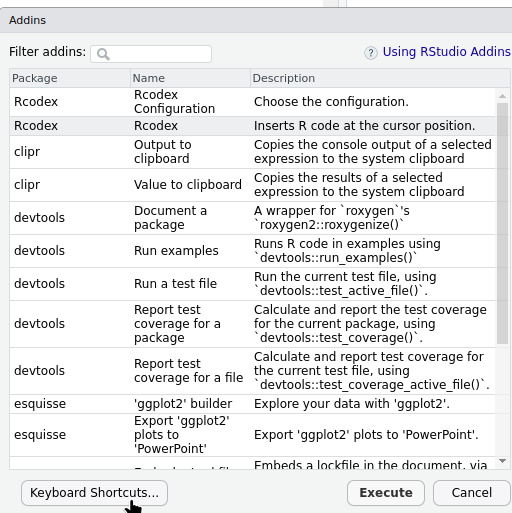 Addins
Filter addins:
? Using RStudio Addins
Package Name Description
Rcodex Rcodex Configuration Choose the configuration.
Rcodex Rcodex Inserts R code at the cursor position.
clipr Output to clipboard Copies the console output of a selected expression to the system clipboard
clipr Value to clipboard Copies the results of a selected expression to the system clipboard
devtools Document a package A wrapper for `roxygen`'s `roxygen2::roxygenize()`
devtools Run examples Runs R code in examples using `devtools::run_examples()`
devtools Run a test file Run the current test file, using `devtools::test_active_file()`.
devtools Report test coverage for a package Calculate and report the test coverage for the current package, using `devtools::test_coverage()`.
devtools Report test coverage for a file Calculate and report test coverage for the current test file, using `devtools::test_coverage_active_file()`.
esquisse 'ggplot2' builder Explore your data with 'ggplot2'.
esquisse Export 'ggplot2' plots to 'PowerPoint' Export 'ggplot2' plots to 'PowerPoint'.
Embeds a lockfile in the document, via
Keyboard Shortcuts... Execute Cancel